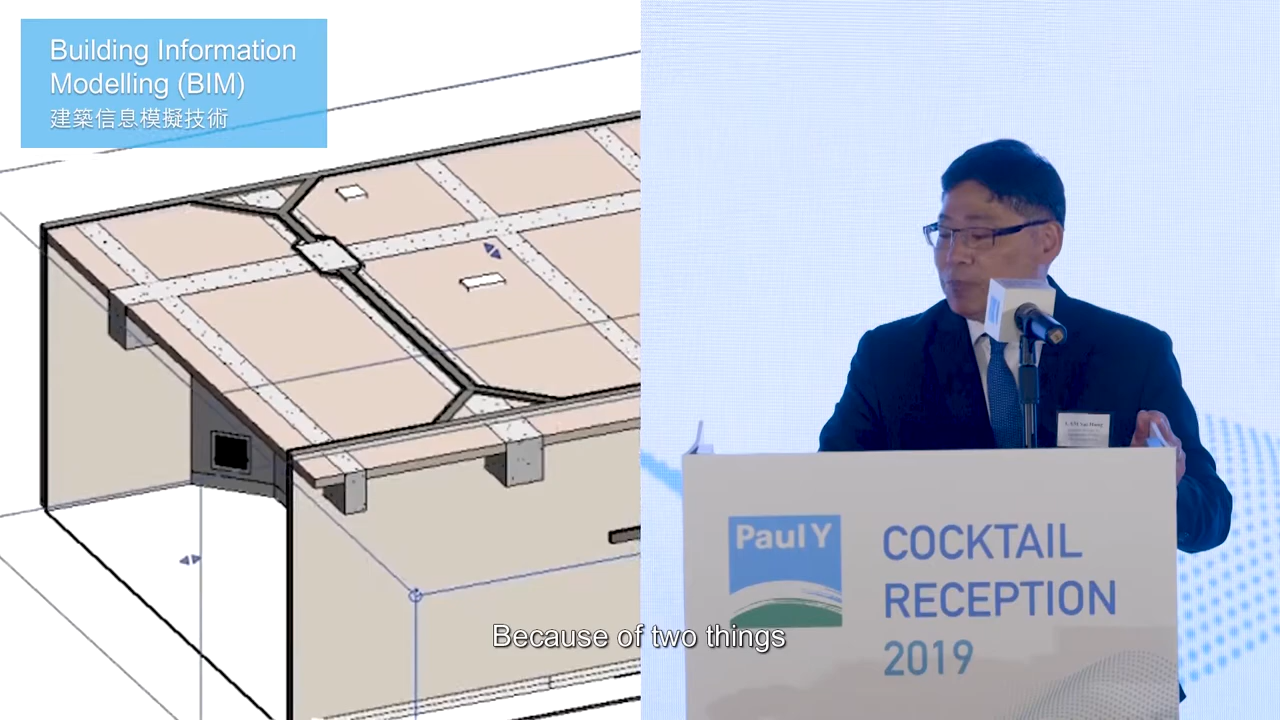 Building Information
Modelling (BIM)
建築信息模擬技術
Paul Y
COCKTAIL
RECEPTION
2019
Because of two things